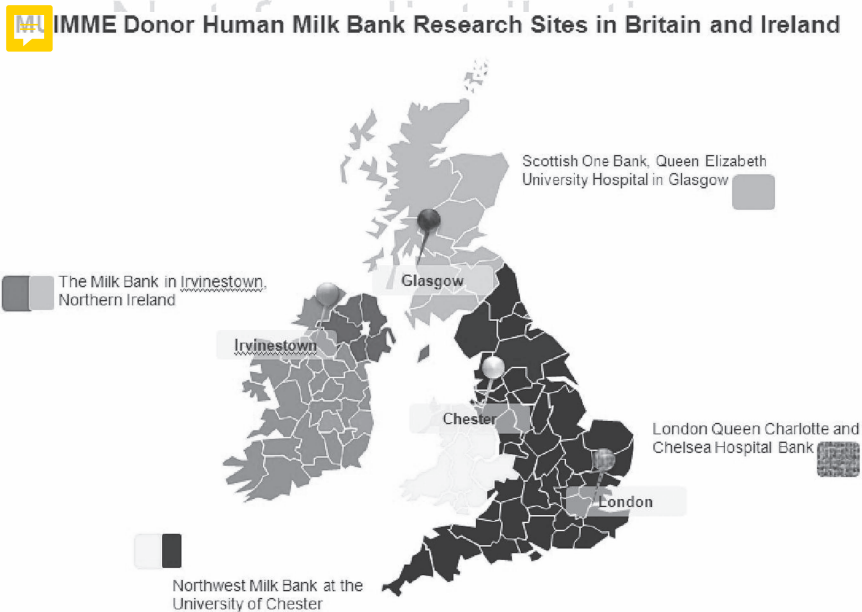 IMME Donor Human Milk Bank Research Sites in Britain and Ireland
Scottish One Bank, Queen Elizabeth
University Hospital in Glasgow
Glasgow
The Milk Bank in Irvinestown,
Northern Ireland
Irvinestown
Chester
London Queen Charlotte and
Chelsea Hospital Bank
London
Northwest Milk Bank at the
University of Chester